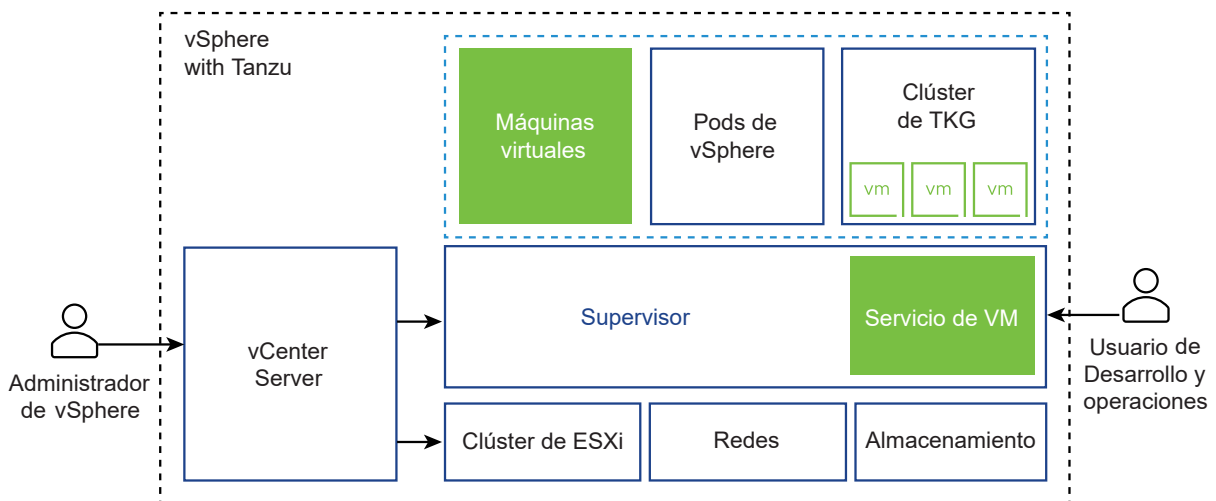 vSphere
with Tanzu
Máquinas
virtuales
Pods de
vSphere
Clúster
de TKG
vm
vm
vm
Administrador
de vSphere
vCenter
Server
Supervisor
Servicio de VM
Usuario de
Desarrollo y
operaciones
Clúster de ESXi
Redes
Almacenamiento